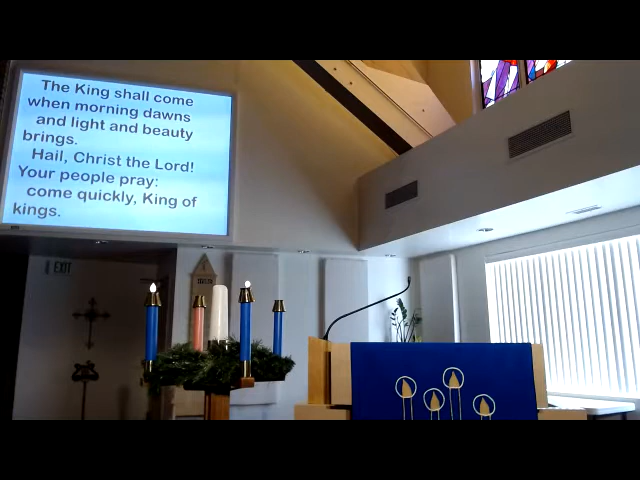 The King shall come
when morning dawns
and light and beauty
brings.
Hail, Christ the Lord!
Your people pray:
come quickly, King of
kings.
EXIT